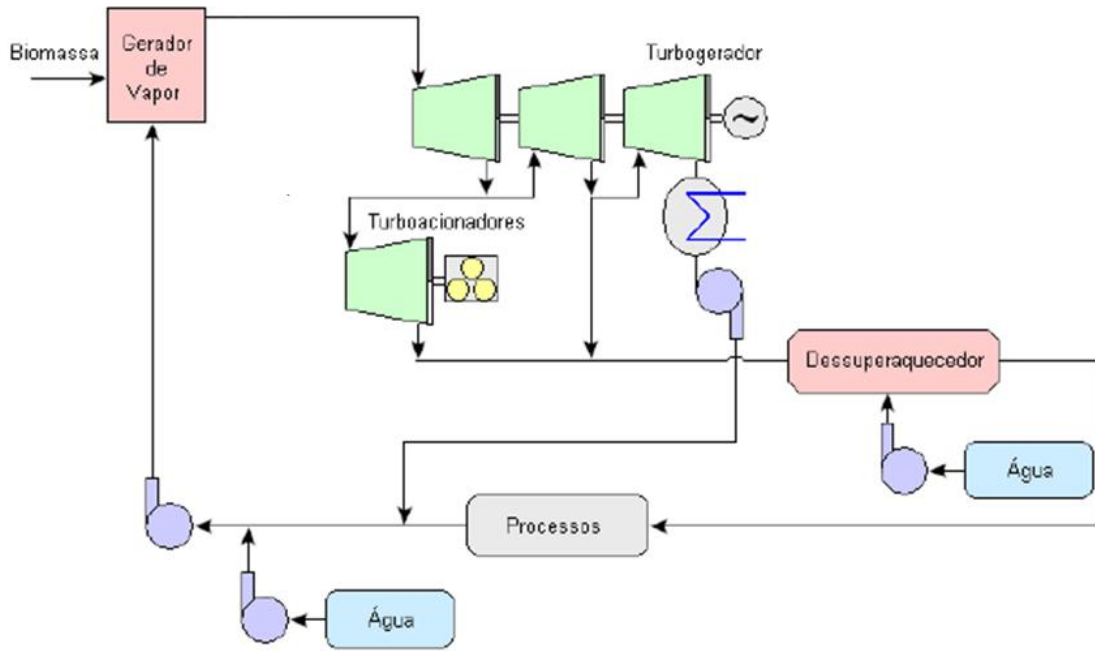 Biomassa
Gerador
de
Vapor
Turbogerador
~
Turboacionadores
Dessuperaquecedor
Água
Processos
Água